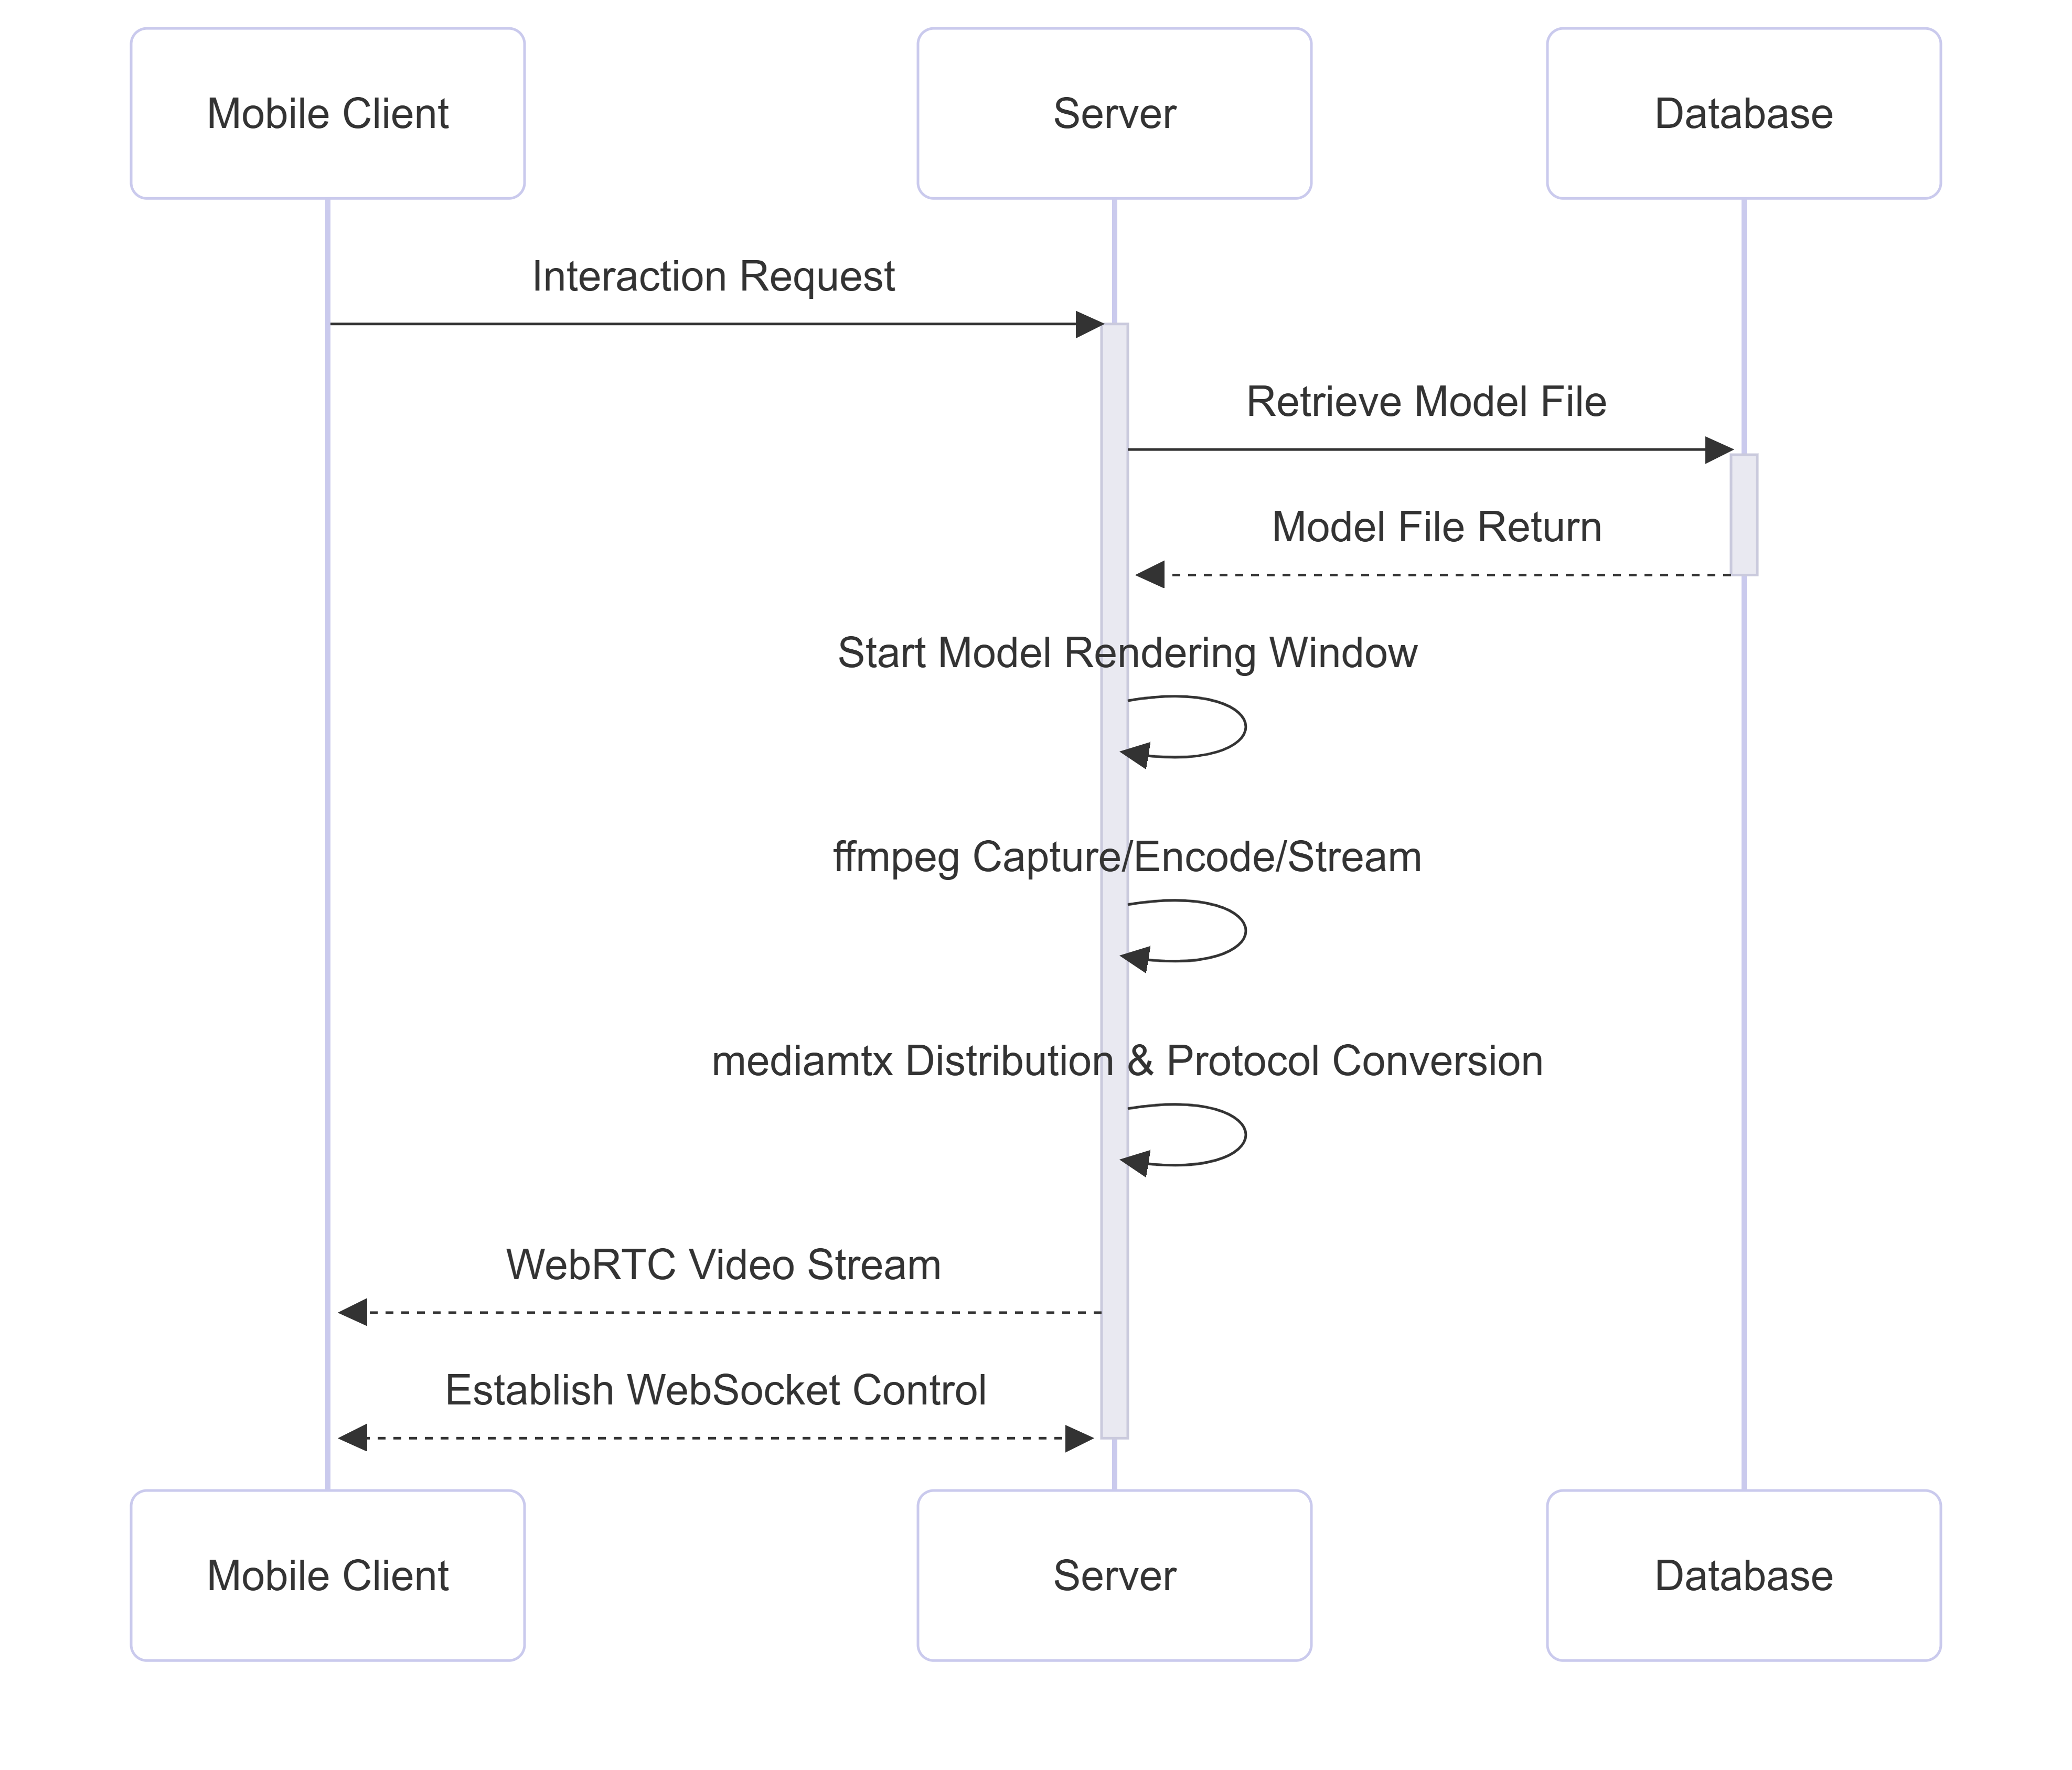 Mobile Client
Server
Database
Interaction Request
Retrieve Model File
Model File Return
Start Model Rendering Window
ffmpeg Capture/Encode/Stream
mediamtx Distribution & Protocol Conversion
WebRTC Video Stream
Establish WebSocket Control
Mobile Client
Server
Database